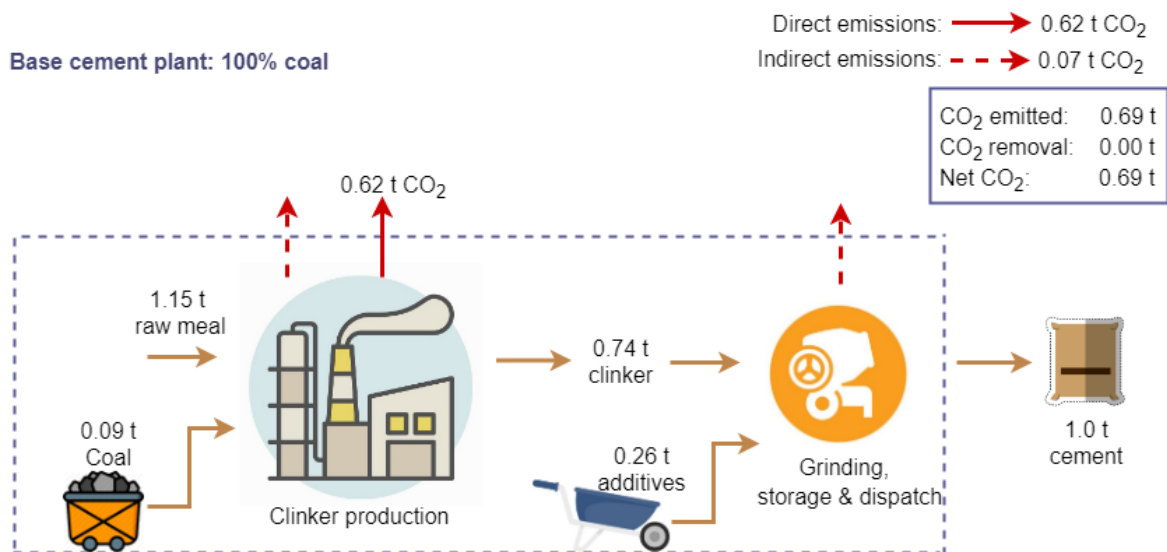 Direct emissions: 0.62 t CO₂
Base cement plant: 100% coal
Indirect emissions: 0.07 t CO₂
CO₂ emitted: 0.69 t
CO₂ removal: 0.00 t
Net CO₂: 0.69 t
0.62 t CO₂
1.15 t
raw meal
0.74 t
clinker
0.09 t
Coal
Clinker production
0.26 t
additives
Grinding,
storage & dispatch
1.0 t
cement